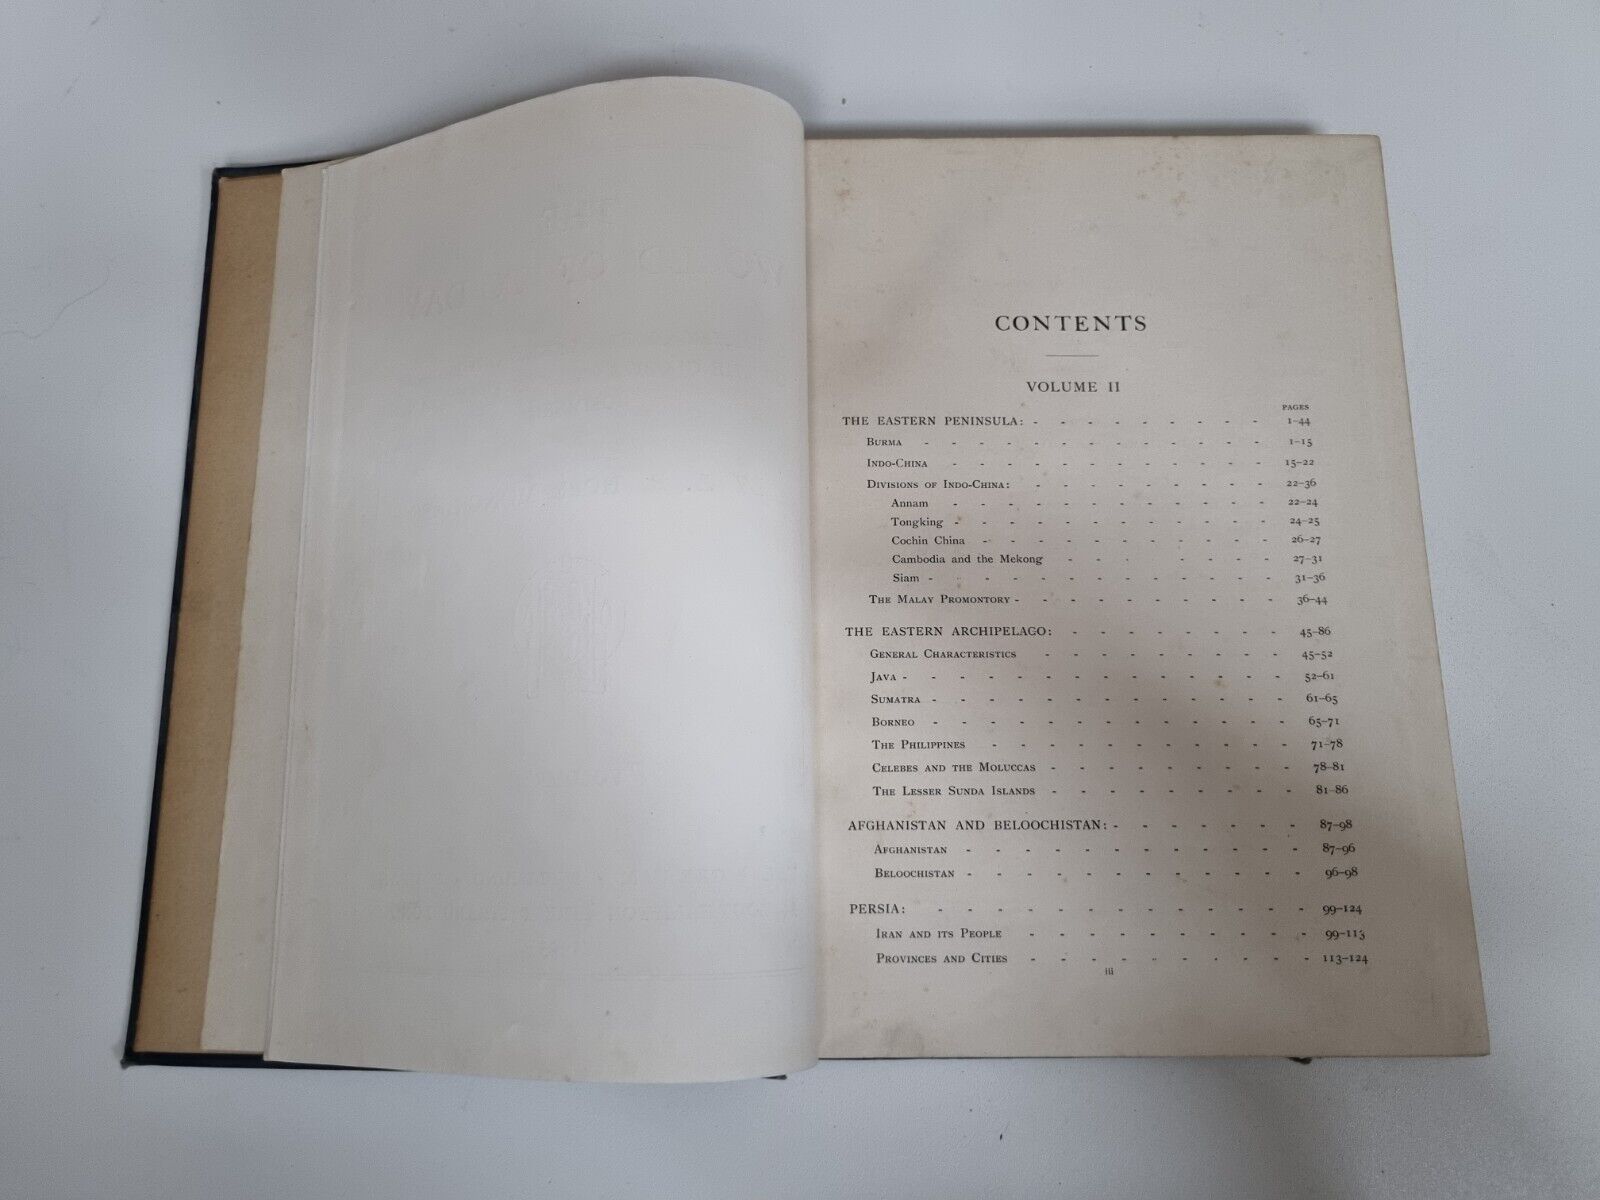 CONTENTS
VOLUME II
PAGES
THE EASTERN PENINSULA: - - - - - - - - - 1-44
BURMA - - - - - - - - - - - - - 1-15
INDO-CHINA - - - - - - - - - - - - 15-22
DIVISIONS OF INDO-CHINA: - - - - - - - - - 22-36
Annam - - - - - - - - - - - - 22-24
Tongking - - - - - - - - - - - - 24-25
Cochin China - - - - - - - - - - - 26-27
Cambodia and the Mekong - - - - - - - - 27-31
Siam - - - - - - - - - - - - - 31-36
THE MALAY PROMONTORY - - - - - - - - - - 36-44
THE EASTERN ARCHIPELAGO: - - - - - - - - 45-86
GENERAL CHARACTERISTICS - - - - - - - - - 45-52
JAVA - - - - - - - - - - - - - - 52-61
SUMATRA - - - - - - - - - - - - - 61-65
BORNEO - - - - - - - - - - - - - 65-71
THE PHILIPPINES - - - - - - - - - - - 71-78
CELEBES AND THE MOLUCCAS - - - - - - - - - 78-81
THE LESSER SUNDA ISLANDS - - - - - - - - - 81-86
AFGHANISTAN AND BELOOCHISTAN: - - - - - - - 87-98
AFGHANISTAN - - - - - - - - - - - - 87-96
BELOOCHISTAN - - - - - - - - - - - - 96-98
PERSIA: - - - - - - - - - - - - - 99-124
IRAN AND ITS PEOPLE - - - - - - - - - - 99-113
PROVINCES AND CITIES - - - - - - - - - - 113-124
iii